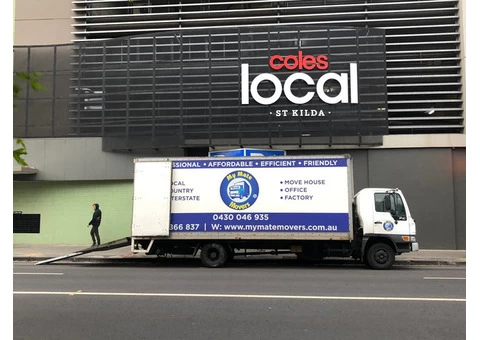 coles
local
· ST KILDA ·
ESSIONAL • AFFORDABLE • EFFICIENT • FRIENDLY
OCAL
OUNTRY
TERSTATE
My Mate
Movers
• MOVE HOUSE
• OFFICE
• FACTORY
0430 046 935
366 837 | W: www.mymatemovers.com.au